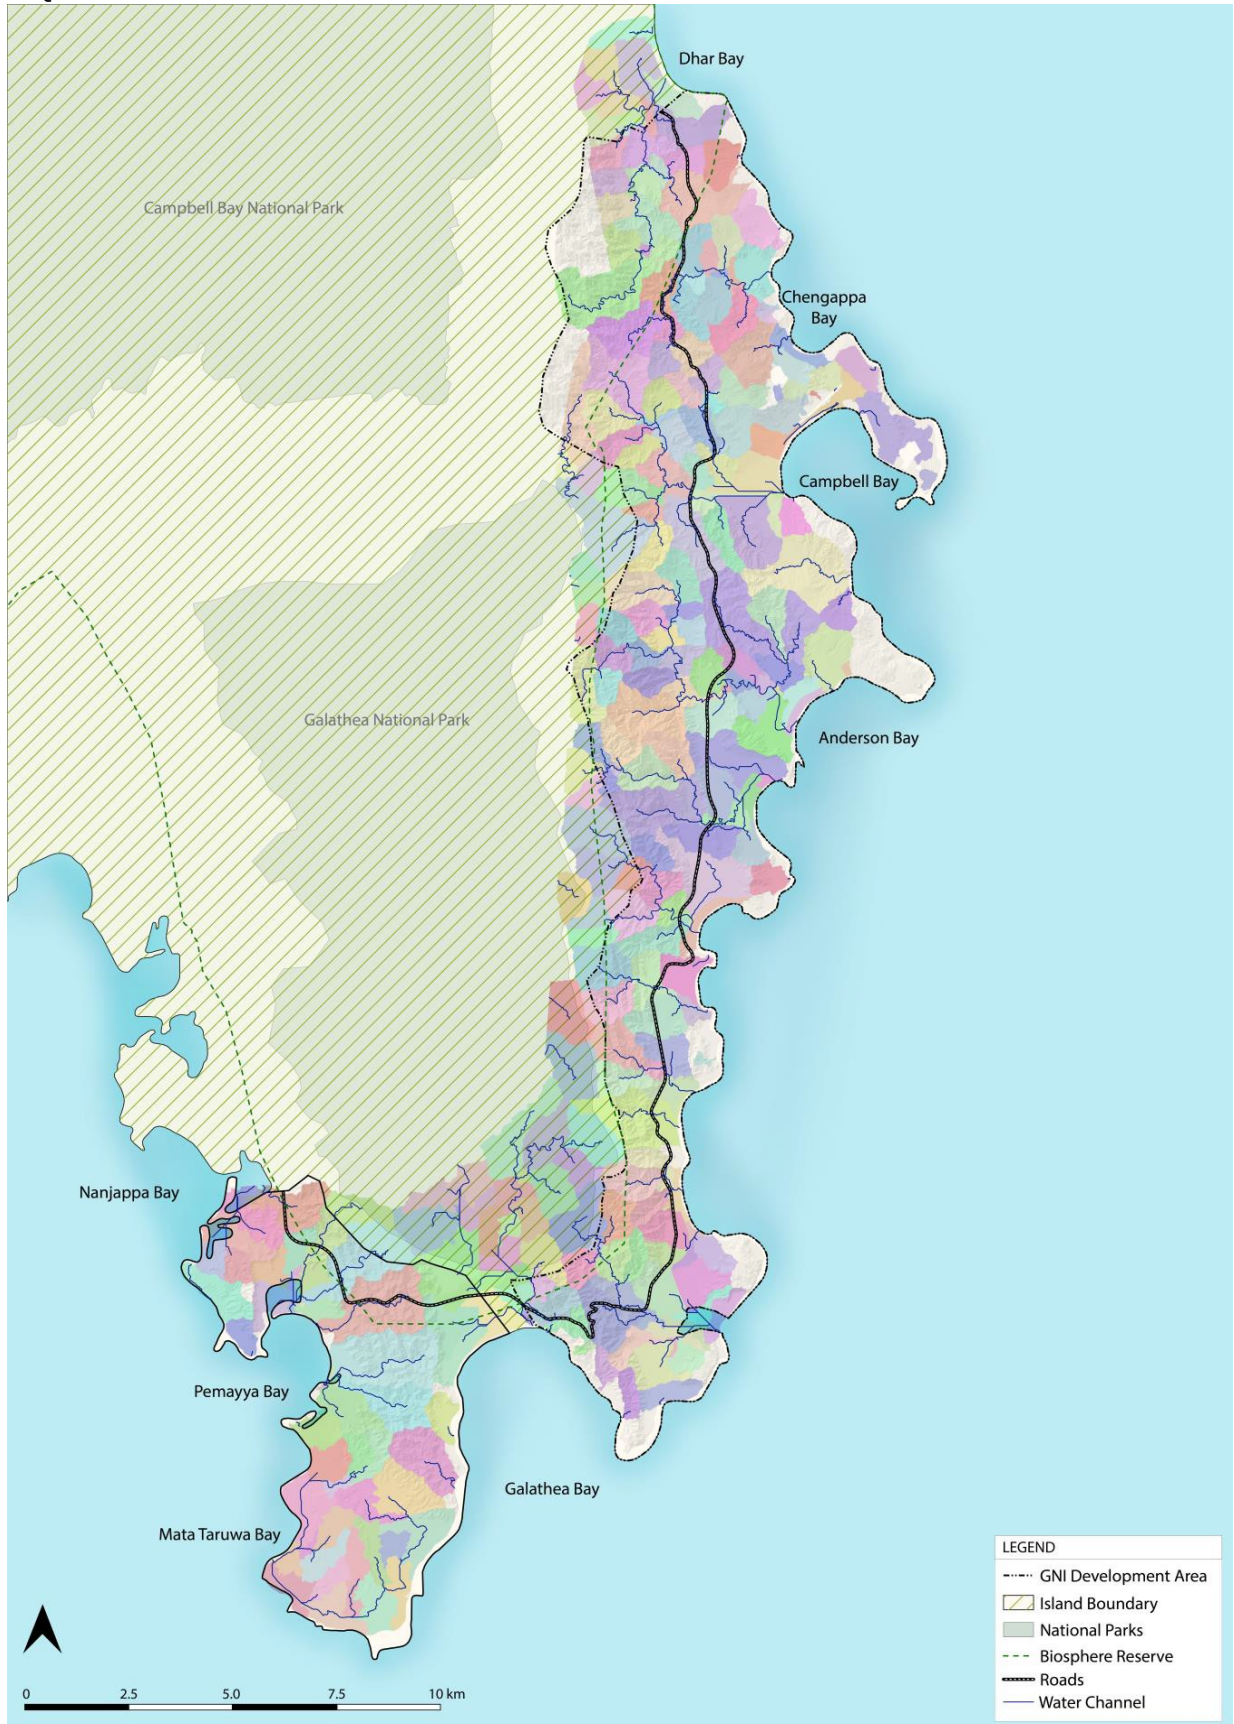 Dhar Bay
Campbell Bay National Park
Chengappa
Bay
Campbell Bay
Galathea National Park
Anderson Bay
Nanjappa Bay
Pemayya Bay
Galathea Bay
Mata Taruwa Bay
LEGEND
GNI Development Area
Island Boundary
National Parks
Biosphere Reserve
Roads
Water Channel
0 2.5 5.0 7.5 10 km